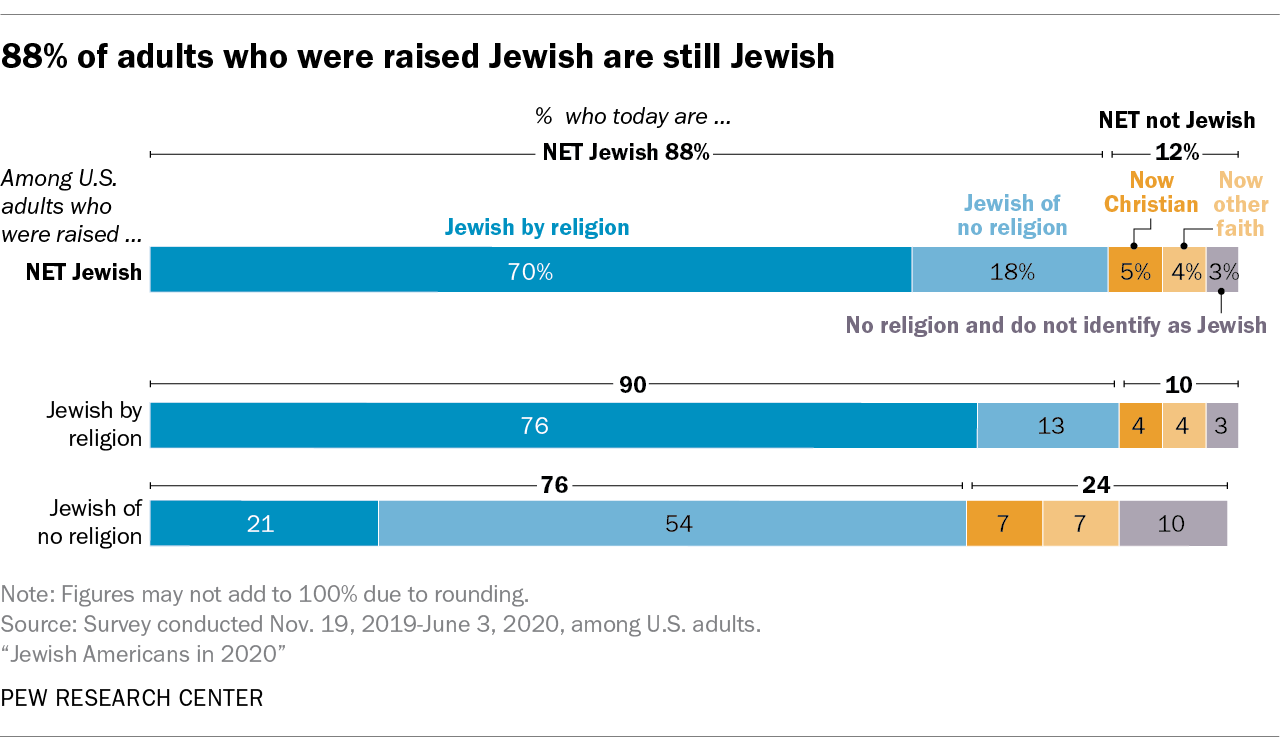 88% of adults who were raised Jewish are still Jewish
% who today are ...
NET not Jewish
NET Jewish 88%
12%
Among U.S.
adults who
were raised ...
Jewish by religion
Jewish of
no religion
Now
Christian
Now
other
faith
NET Jewish
70%
18%
5%
4%
3%
No religion and do not identify as Jewish
90
10
Jewish by
religion
76
13
4
4
3
76
24
Jewish of
no religion
21
54
7
7
10
Note: Figures may not add to 100% due to rounding.
Source: Survey conducted Nov. 19, 2019-June 3, 2020, among U.S. adults.
“Jewish Americans in 2020”
PEW RESEARCH CENTER